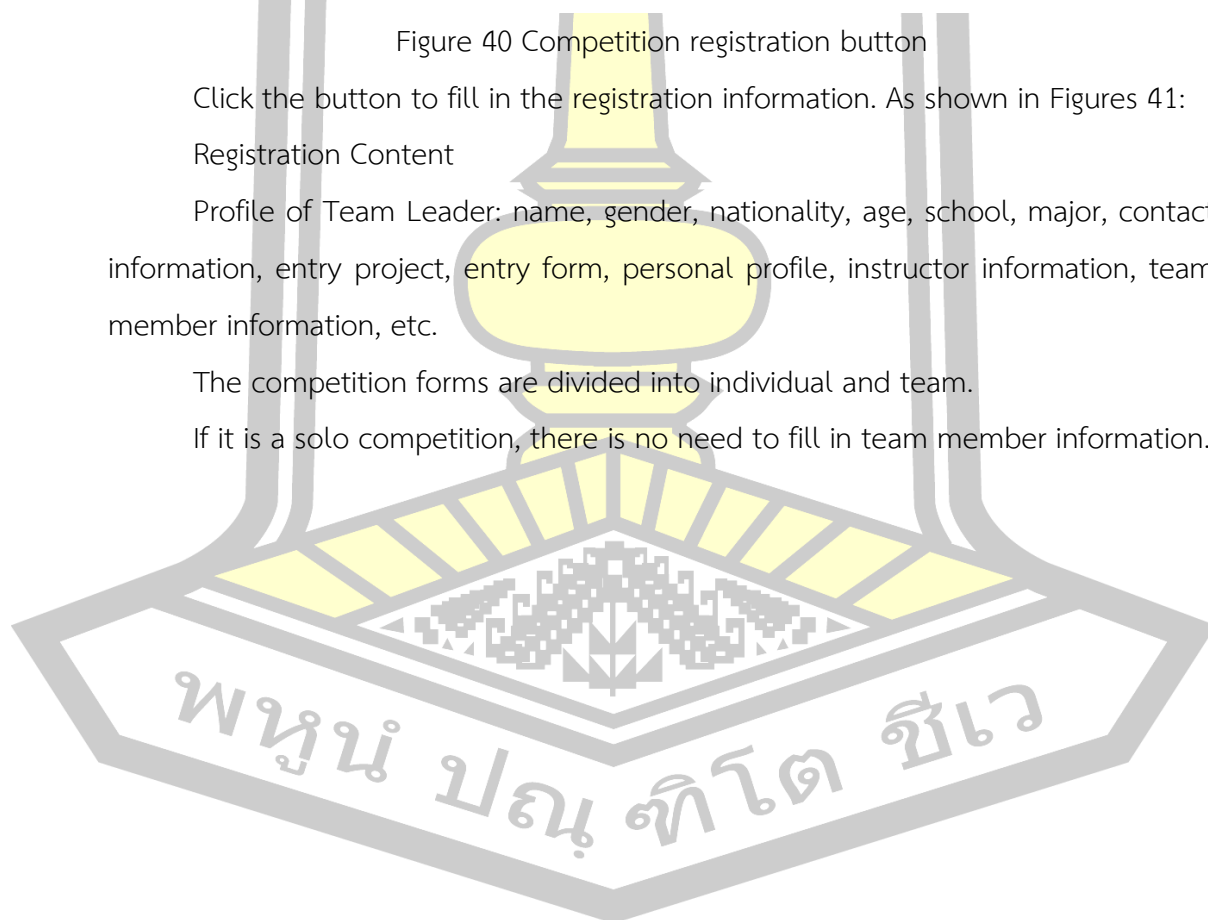 Figure 40 Competition registration button
Click the button to fill in the registration information. As shown in Figures 41:
Registration Content
Profile of Team Leader: name, gender, nationality, age, school, major, contact
information, entry project, entry form, personal profile, instructor information, team
member information, etc.
The competition forms are divided into individual and team.
If it is a solo competition, there is no need to fill in team member information.
พหูนํ ปณฺ ฑิโต ชีเว